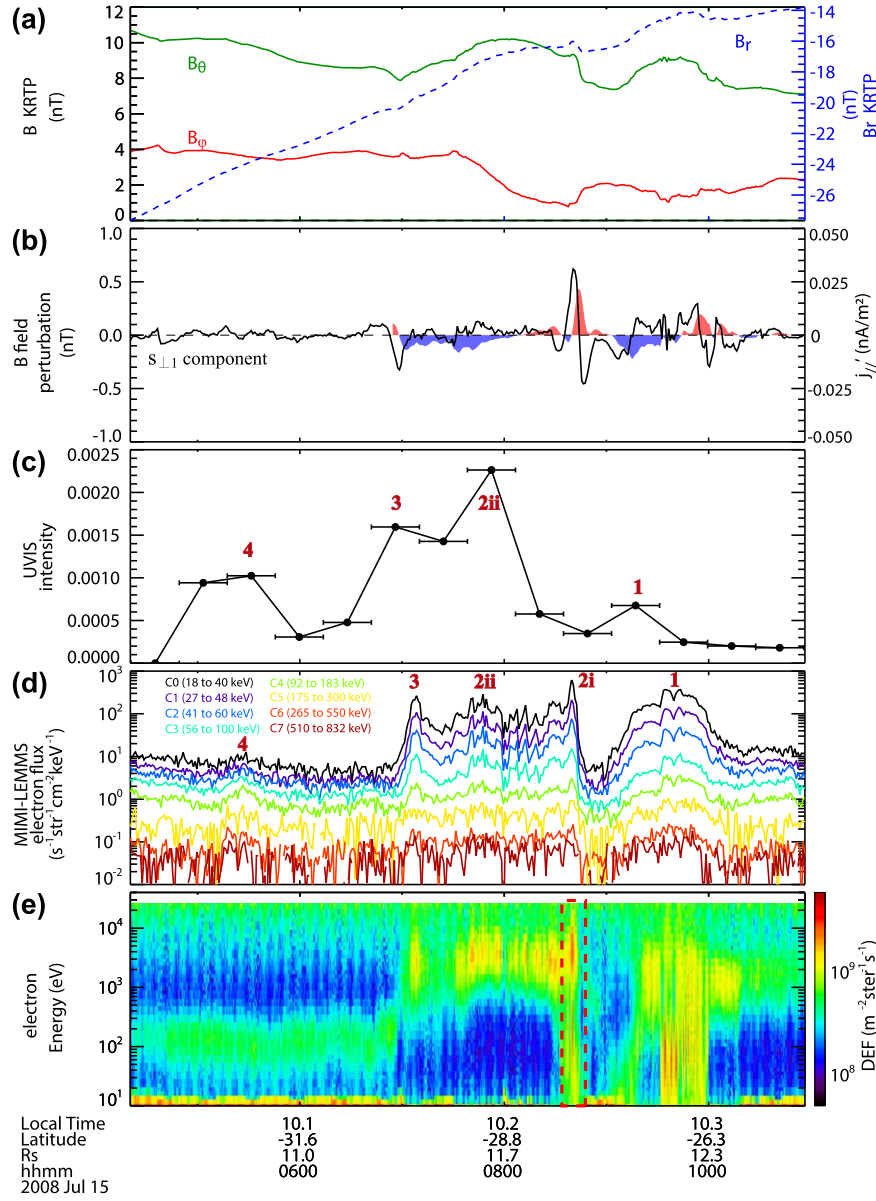 (a)
12
10
8
6
4
2
0
B KRTP
(nT)
Bθ
Bφ
Br
-14
-16
-18
-20
-22
-24
-26
(nT)
Br KRTP
(b)
1.0
0.5
0.0
-0.5
-1.0
B field
perturbation
(nT)
S⊥1 component
0.050
0.025
0
-0.025
-0.050
j//′ (nA/m²)
(c)
0.0025
0.0020
0.0015
0.0010
0.0005
0.0000
UVIS
intensity
4
3
2ii
1
(d)
10³
10²
10¹
10⁰
10⁻¹
10⁻²
MIMI-LEMMS
electron flux
(s⁻¹str⁻¹cm⁻²keV⁻¹)
C0 (18 to 40 keV) C4 (92 to 183 keV)
C1 (27 to 48 keV) C5 (175 to 300 keV)
C2 (41 to 60 keV) C6 (265 to 550 keV)
C3 (56 to 100 keV) C7 (510 to 832 keV)
4
3
2ii
2i
1
(e)
10⁴
10³
10²
10¹
electron
Energy (eV)
10⁹
10⁸
DEF (m⁻²ster⁻¹s⁻¹)
Local Time 10.1 10.2 10.3
Latitude -31.6 -28.8 -26.3
Rs 11.0 11.7 12.3
hhmm 0600 0800 1000
2008 Jul 15